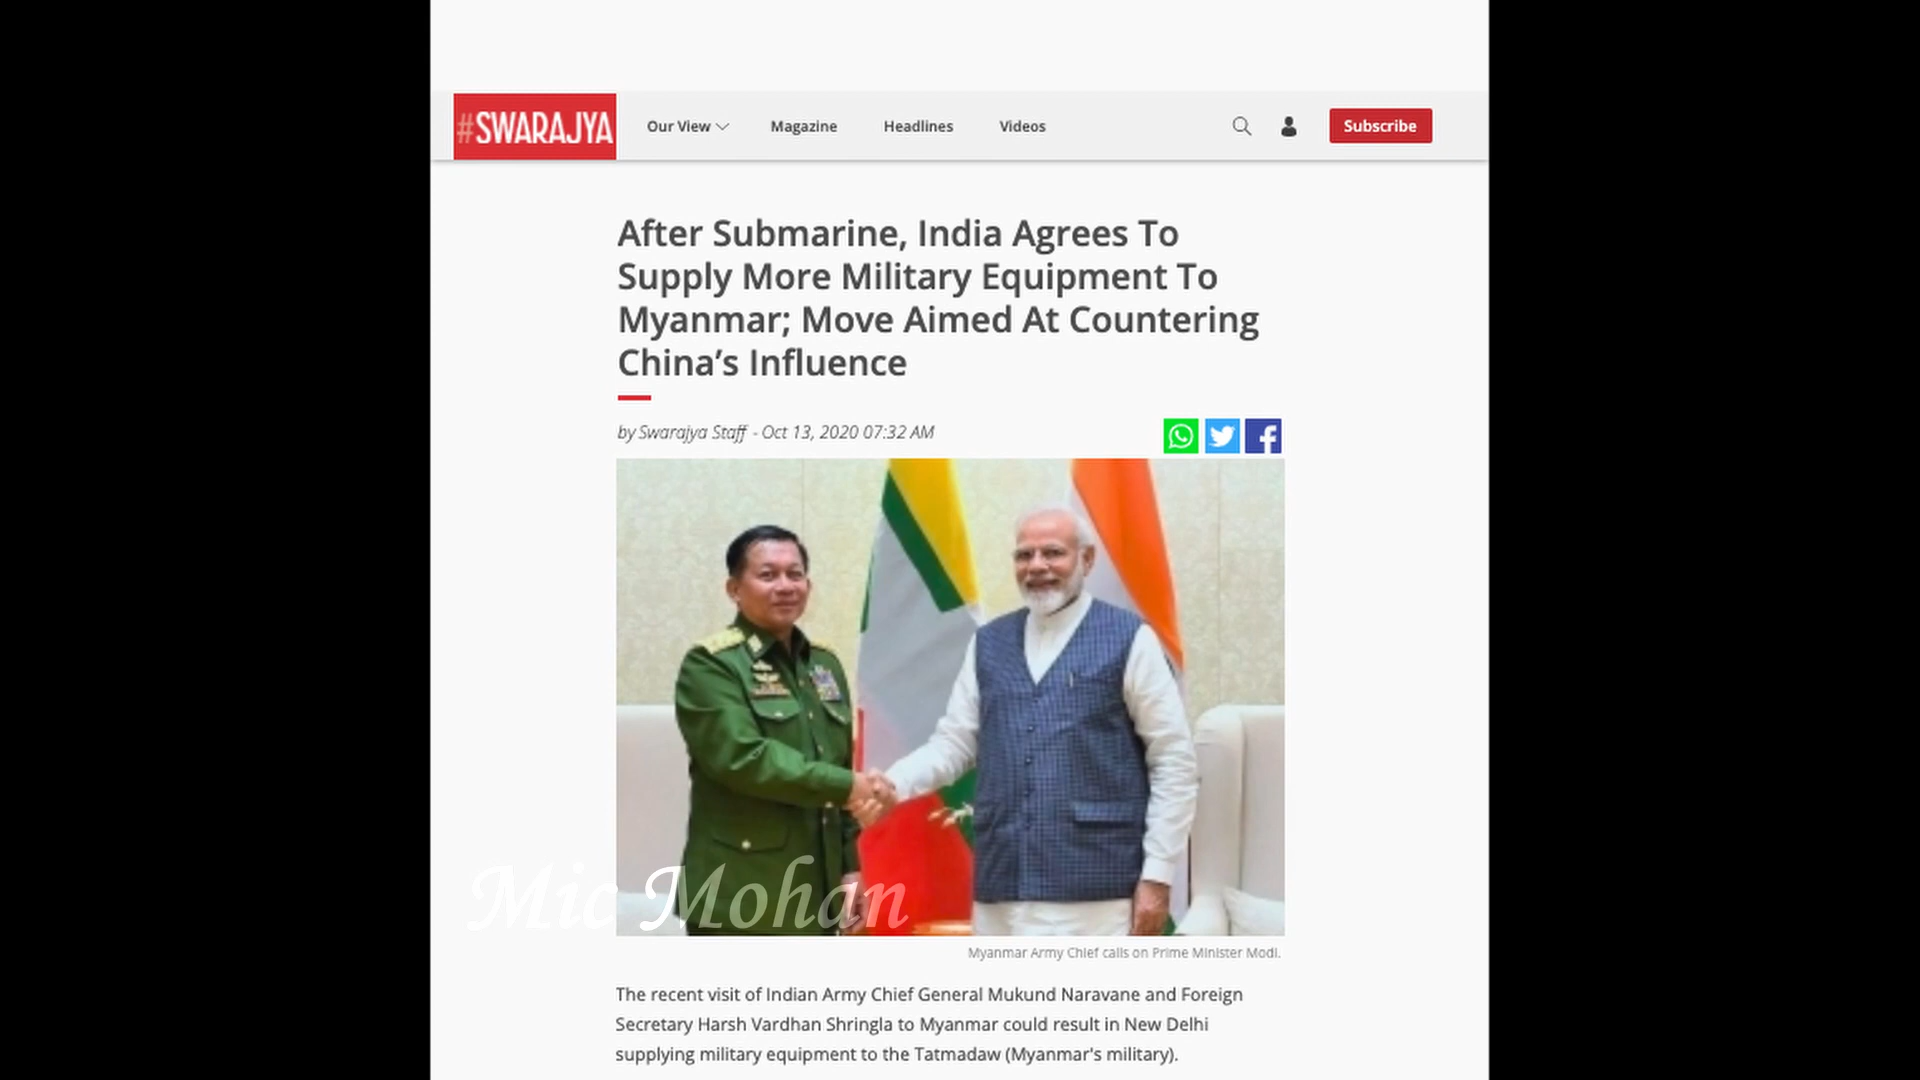 #SWARAJYA
Our View
Magazine
Headlines
Videos
Subscribe
After Submarine, India Agrees To
Supply More Military Equipment To
Myanmar; Move Aimed At Countering
China’s Influence
by Swarajya Staff - Oct 13, 2020 07:32 AM
Mic Mohan
Myanmar Army Chief calls on Prime Minister Modi.
The recent visit of Indian Army Chief General Mukund Naravane and Foreign
Secretary Harsh Vardhan Shringla to Myanmar could result in New Delhi
supplying military equipment to the Tatmadaw (Myanmar's military).